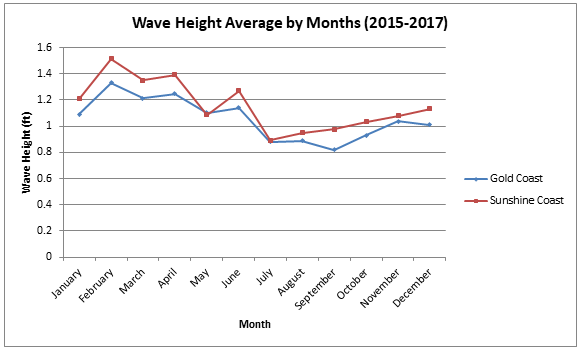 Wave Height Average by Months (2015-2017)
Wave Height (ft)
1.6
1.4
1.2
1
0.8
0.6
0.4
0.2
0
January
February
March
April
May
June
July
August
September
October
November
December
Month
Gold Coast
Sunshine Coast